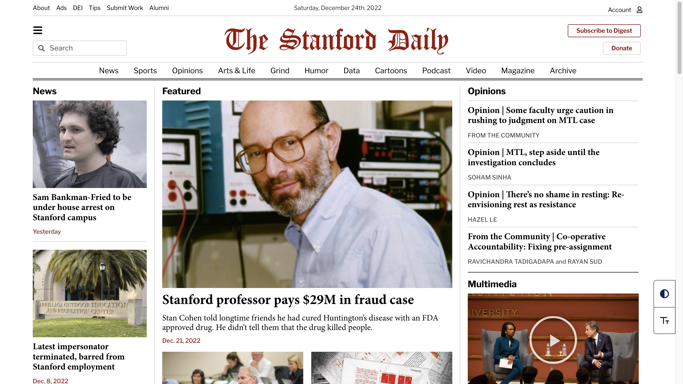 About Ads DEI Tips Submit Work Alumni
Saturday, December 24th, 2022
Account
Search
The Stanford Daily
Subscribe to Digest
Donate
News Sports Opinions Arts & Life Grind Humor Data Cartoons Podcast Video Magazine Archive
News
Sam Bankman-Fried to be
under house arrest on
Stanford campus
Yesterday
Latest impersonator
terminated, barred from
Stanford employment
Dec. 8, 2022
Featured
Stanford professor pays $29M in fraud case
Stan Cohen told longtime friends he had cured Huntington's disease with an FDA
approved drug. He didn't tell them that the drug killed people.
Dec. 21, 2022
Opinions
Opinion | Some faculty urge caution in
rushing to judgment on MTL case
FROM THE COMMUNITY
Opinion | MTL, step aside until the
investigation concludes
SOHAM SINHA
Opinion | There's no shame in resting: Re-
envisioning rest as resistance
HAZEL LE
From the Community | Co-operative
Accountability: Fixing pre-assignment
RAVICHANDRA TADIGADAPA and RAYAN SUD
Multimedia
UNIVERSITY
TT